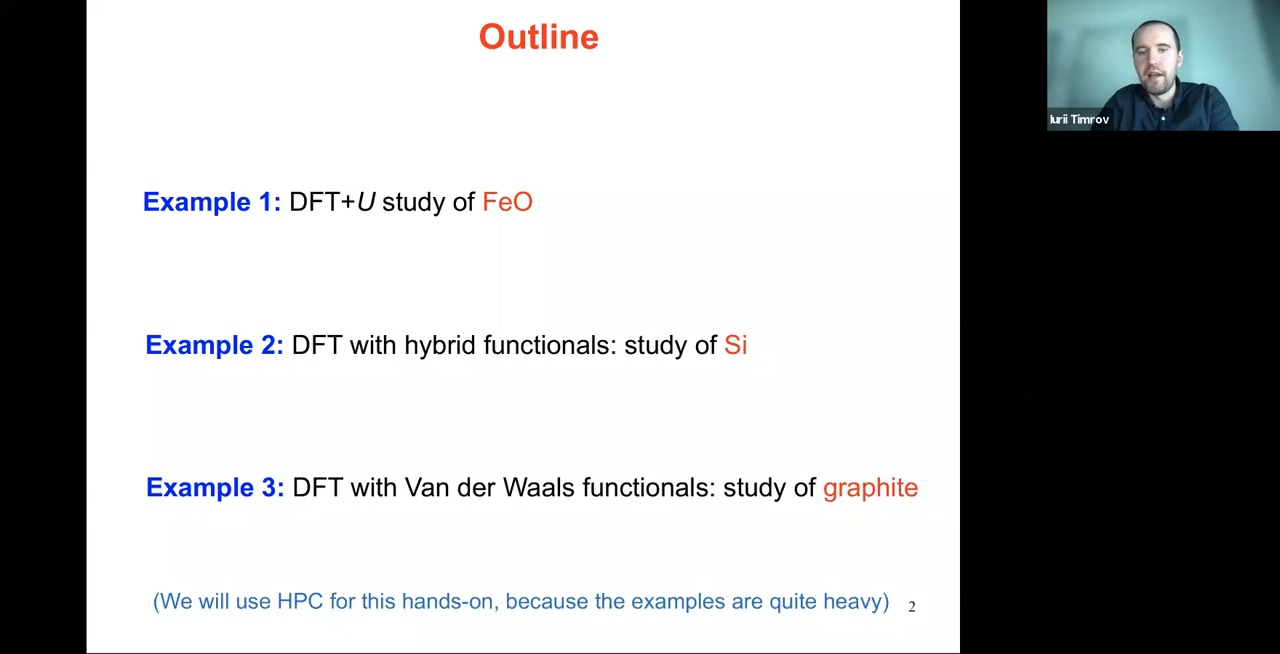 Outline
Iurii Timrov
Example 1: DFT+U study of FeO
Example 2: DFT with hybrid functionals: study of Si
Example 3: DFT with Van der Waals functionals: study of graphite
(We will use HPC for this hands-on, because the examples are quite heavy)
2